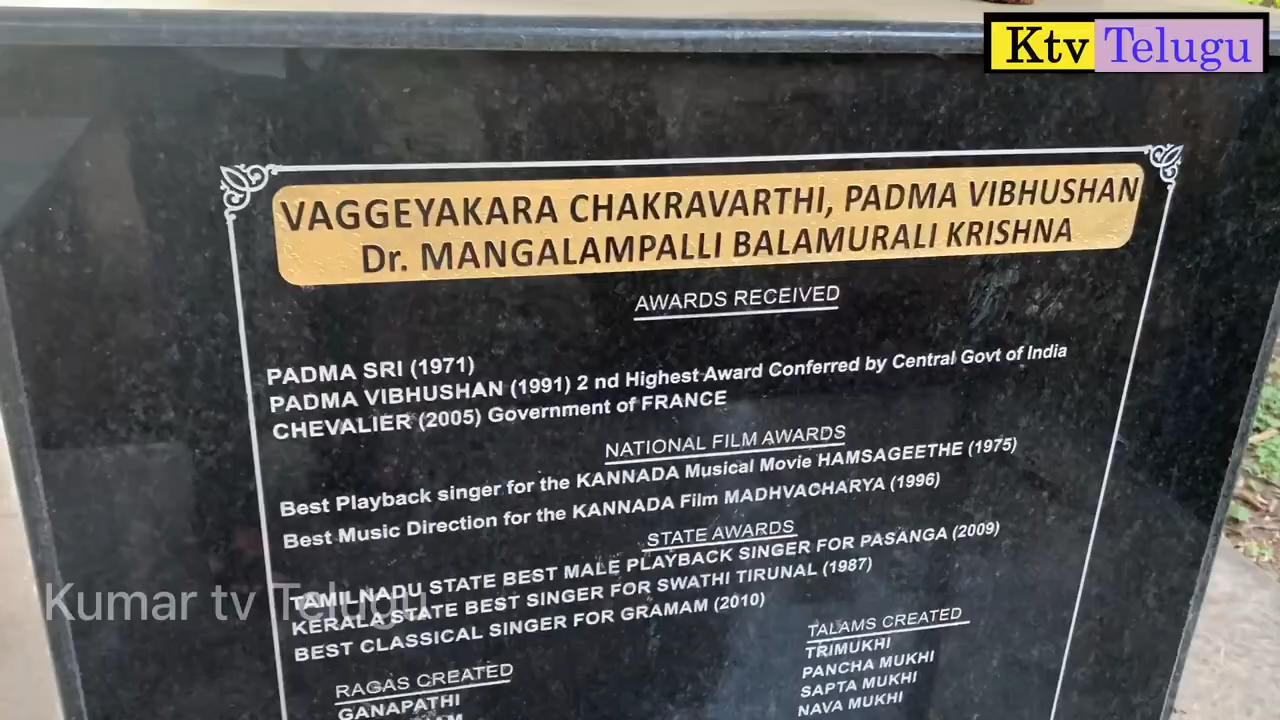 Ktv Telugu
VAGGEYAKARA CHAKRAVARTHI, PADMA VIBHUSHAN
Dr. MANGALAMPALLI BALAMURALI KRISHNA
AWARDS RECEIVED
PADMA SRI (1971)
PADMA VIBHUSHAN (1991) 2 nd Highest Award Conferred by Central Govt of India
CHEVALIER (2005) Government of FRANCE
NATIONAL FILM AWARDS
Best Playback singer for the KANNADA Musical Movie HAMSAGEETHE (1975)
Best Music Direction for the KANNADA Film MADHVACHARYA (1996)
STATE AWARDS
TAMILNADU STATE BEST MALE PLAYBACK SINGER FOR PASANGA (2009)
KERALA STATE BEST SINGER FOR SWATHI TIRUNAL (1987)
BEST CLASSICAL SINGER FOR GRAMAM (2010)
Kumar tv Telugu
RAGAS CREATED
GANAPATHI
TALAMS CREATED
TRIMUKHI
PANCHA MUKHI
SAPTA MUKHI
NAVA MUKHI